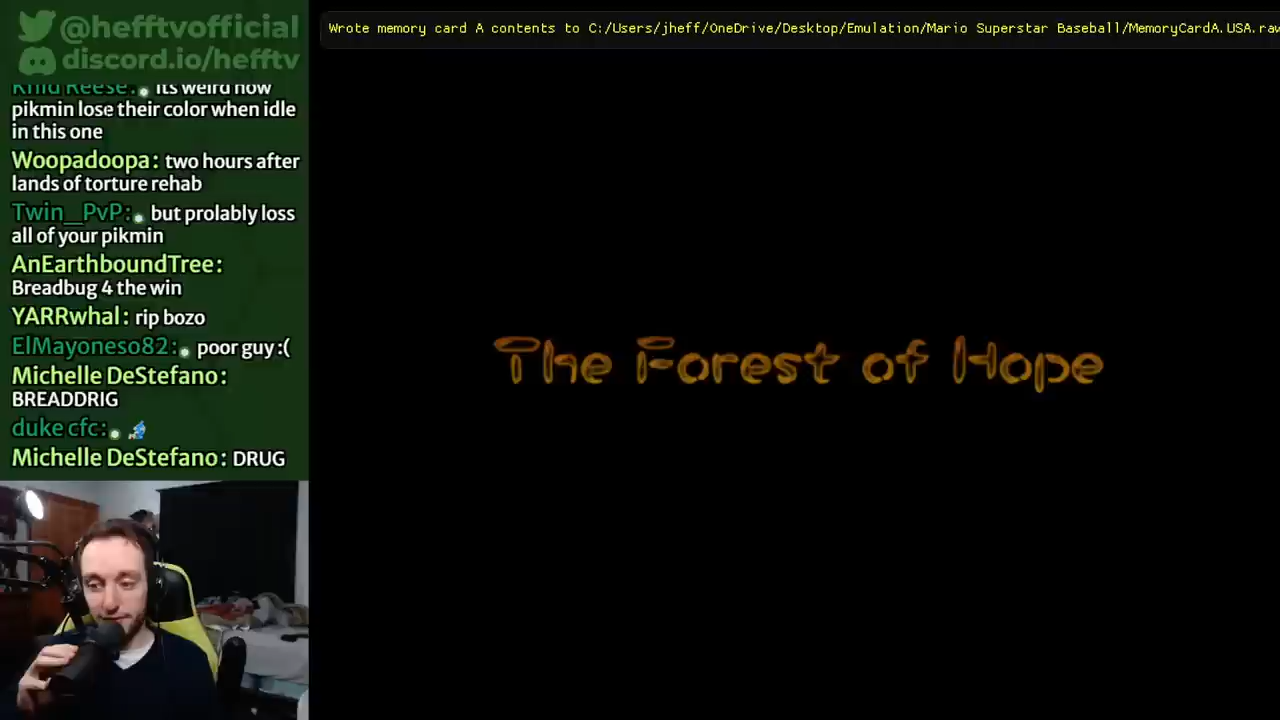 @hefftvofficial
discord.io/hefftv
Wrote memory card A contents to C:/Users/jheff/OneDrive/Desktop/Emulation/Mario Superstar Baseball/MemoryCardA.USA.raw
Knid Reese: its weird how
pikmin lose their color when idle
in this one
Woopadoopa: two hours after
lands of torture rehab
Twin__PvP: but prolably loss
all of your pikmin
AnEarthboundTree:
Breadbug 4 the win
YARRwhal: rip bozo
ElMayoneso82: poor guy :(
Michelle DeStefano:
BREADDRIG
duke cfc:
Michelle DeStefano: DRUG
The Forest of Hope